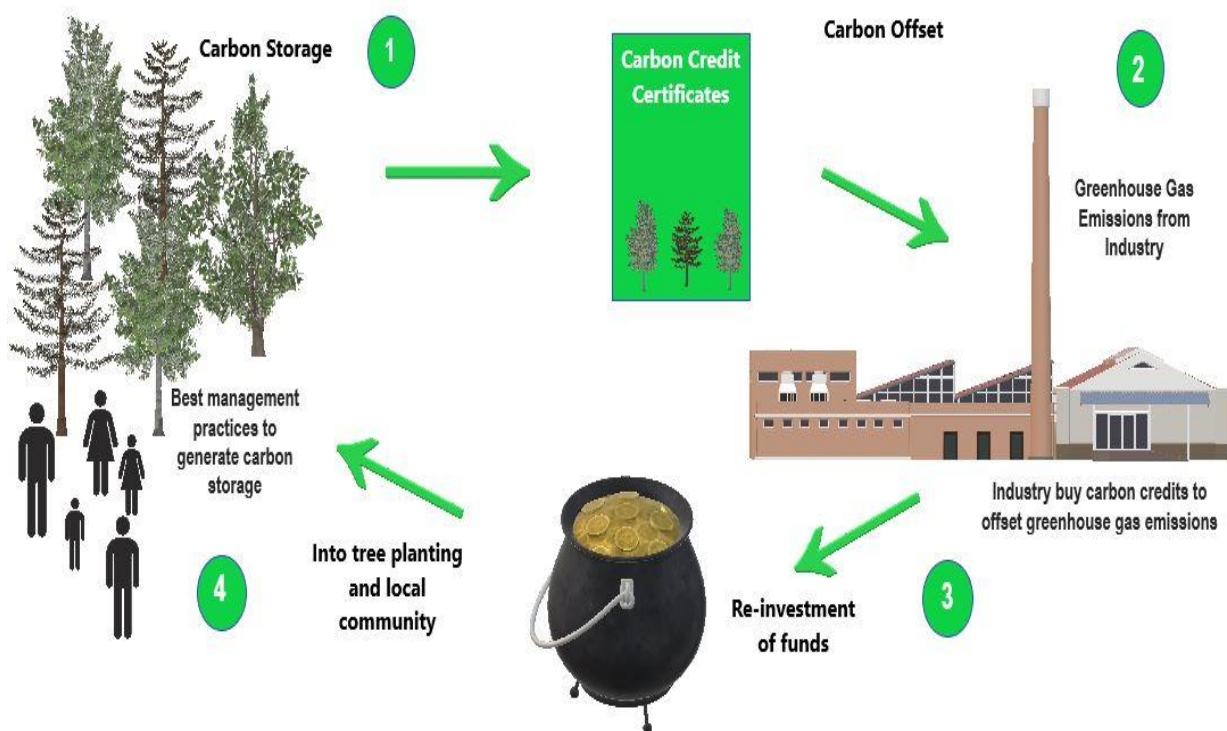 Carbon Storage
1
Carbon Credit
Certificates
Carbon Offset
2
Greenhouse Gas
Emissions from
Industry
Industry buy carbon credits to
offset greenhouse gas emissions
3
Re-investment
of funds
Into tree planting
and local
community
4
Best management
practices to
generate carbon
storage